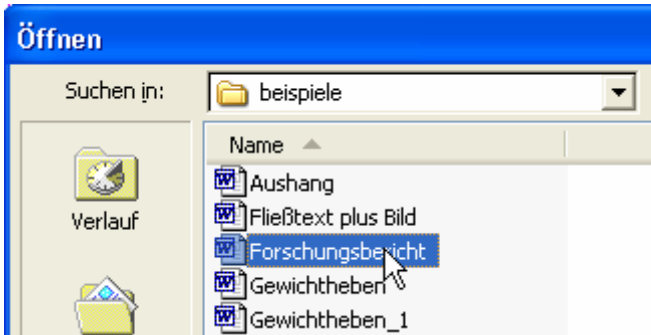 Öffnen
Suchen in:
beispiele
Name
Verlauf
Aushang
Fließtext plus Bild
Forschungsbericht
Gewichtheben
Gewichtheben_1